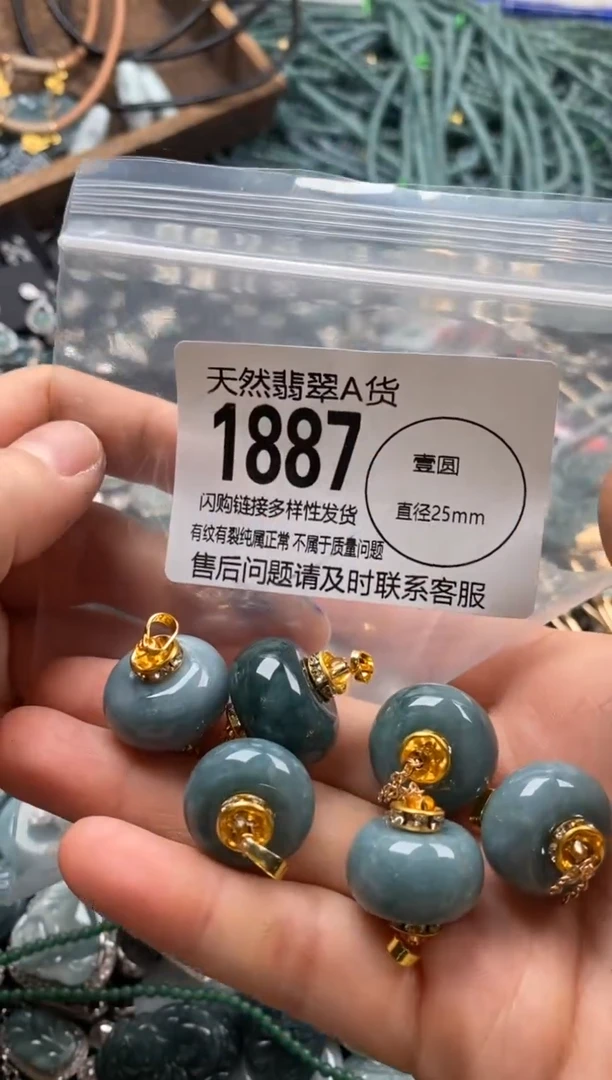 天然翡翠A货
1887
闪购链接多样性发货
有纹有裂纯属正常 不属于质量问题
售后问题请及时联系客服
壹圆
直径25mm